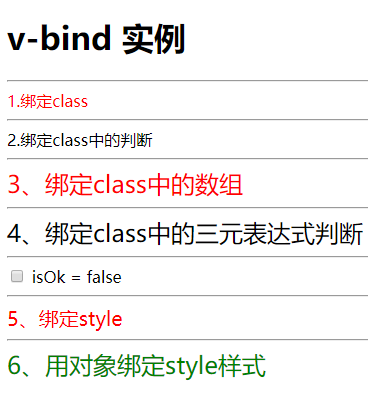 v-bind 实例
1.绑定class
2.绑定class中的判断
3、绑定class中的数组
4、绑定class中的三元表达式判断
isOk = false
5、绑定style
6、用对象绑定style样式